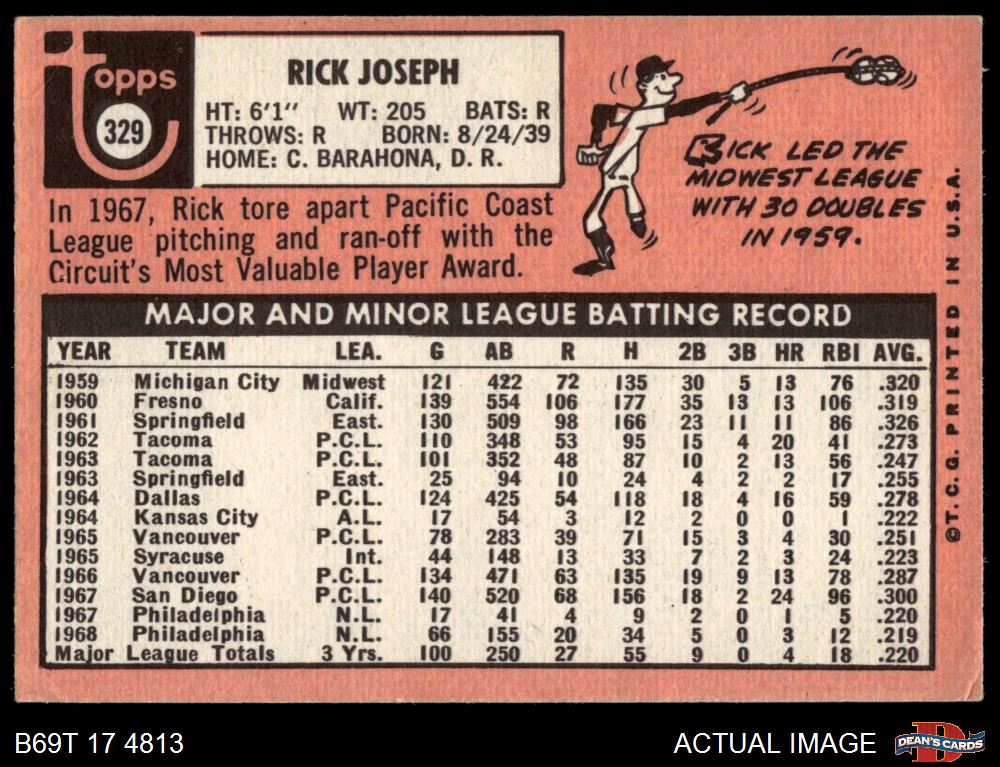 topps
329
RICK JOSEPH
HT: 6'1" WT: 205 BATS: R
THROWS: R BORN: 8/24/39
HOME: C. BARAHONA, D. R.
RICK LED THE
MIDWEST LEAGUE
WITH 30 DOUBLES
IN 1959.
In 1967, Rick tore apart Pacific Coast
League pitching and ran-off with the
Circuit's Most Valuable Player Award.
MAJOR AND MINOR LEAGUE BATTING RECORD
YEAR TEAM LEA. G AB R H 2B 3B HR RBI AVG.
1959 Michigan City Midwest 121 422 72 135 30 5 13 76 .320
1960 Fresno Calif. 139 554 106 177 35 13 13 106 .319
1961 Springfield East. 130 509 98 166 23 11 11 86 .326
1962 Tacoma P.C.L. 110 348 53 95 15 4 20 41 .273
1963 Tacoma P.C.L. 101 352 48 87 10 2 13 56 .247
1963 Springfield East. 25 94 10 24 4 2 2 17 .255
1964 Dallas P.C.L. 124 425 54 118 18 4 16 59 .278
1964 Kansas City A.L. 17 54 3 12 2 0 0 1 .222
1965 Vancouver P.C.L. 78 283 39 71 15 3 4 30 .251
1965 Syracuse Int. 44 148 13 33 7 2 3 24 .223
1966 Vancouver P.C.L. 134 471 63 135 19 9 13 78 .287
1967 San Diego P.C.L. 140 520 68 156 18 2 24 96 .300
1967 Philadelphia N.L. 17 41 4 9 2 0 1 5 .220
1968 Philadelphia N.L. 66 155 20 34 5 0 3 12 .219
Major League Totals 3 Yrs. 100 250 27 55 9 0 4 18 .220
©T.C.G. PRINTED IN U.S.A.
B69T 17 4813
ACTUAL IMAGE
D
DEAN'S CARDS